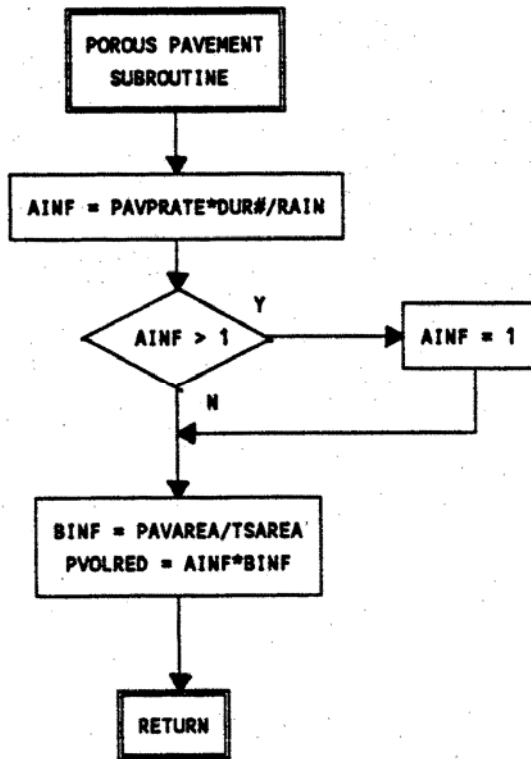 POROUS PAVEMENT
SUBROUTINE
AINF = PAVPRATE*DUR#/RAIN
AINF > 1
Y
AINF = 1
N
BINF = PAVAREA/TSAREA
PVOLRED = AINF*BINF
RETURN